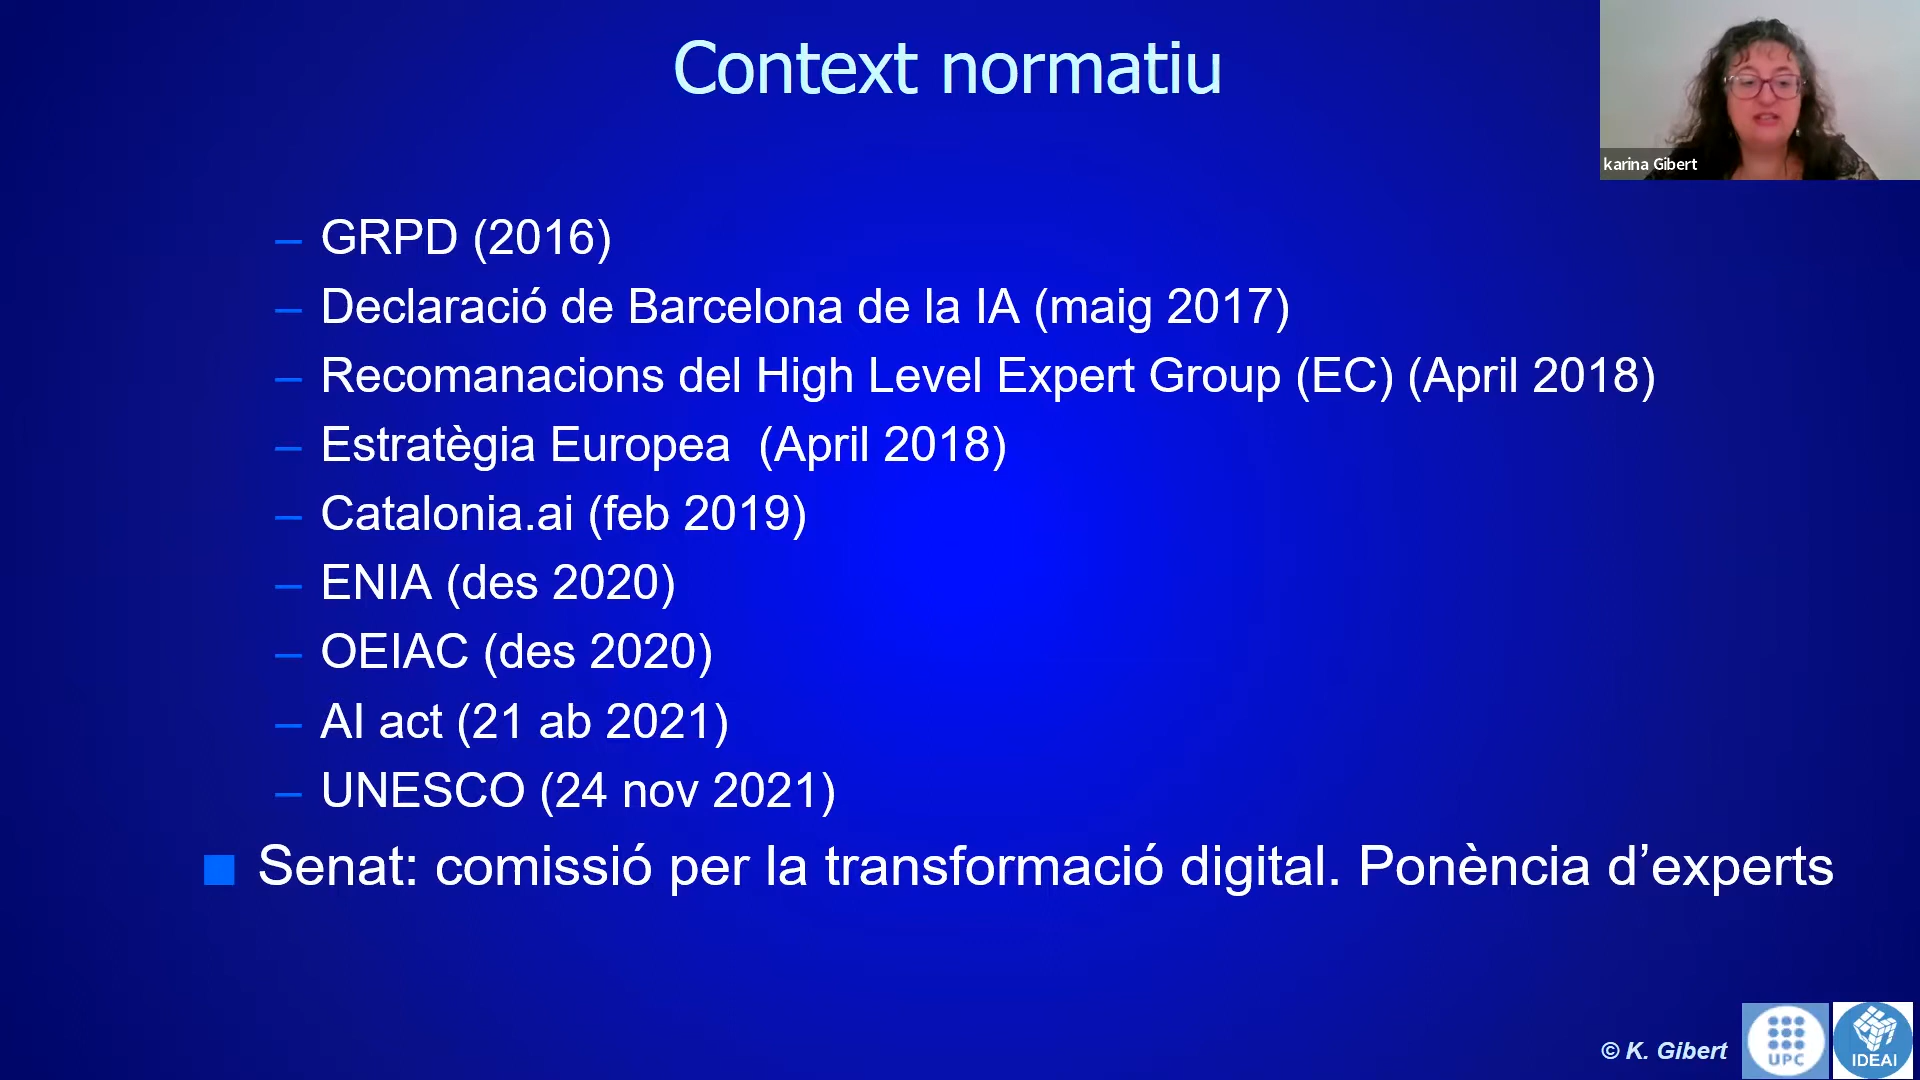 Context normatiu
karina Gibert
– GRPD (2016)
– Declaració de Barcelona de la IA (maig 2017)
– Recomanacions del High Level Expert Group (EC) (April 2018)
– Estratègia Europea (April 2018)
– Catalonia.ai (feb 2019)
– ENIA (des 2020)
– OEIAC (des 2020)
– AI act (21 ab 2021)
– UNESCO (24 nov 2021)
Senat: comissió per la transformació digital. Ponència d’experts
© K. Gibert
UPC
IDEAI